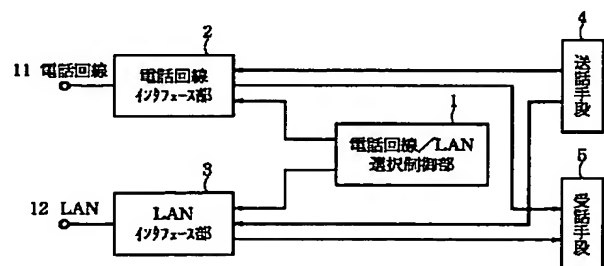 2
4
11 電話回線
電話回線
インタフェース部
送話手段
1
電話回線／LAN
選択制御部
3
5
12 LAN
LAN
インタフェース部
受話手段